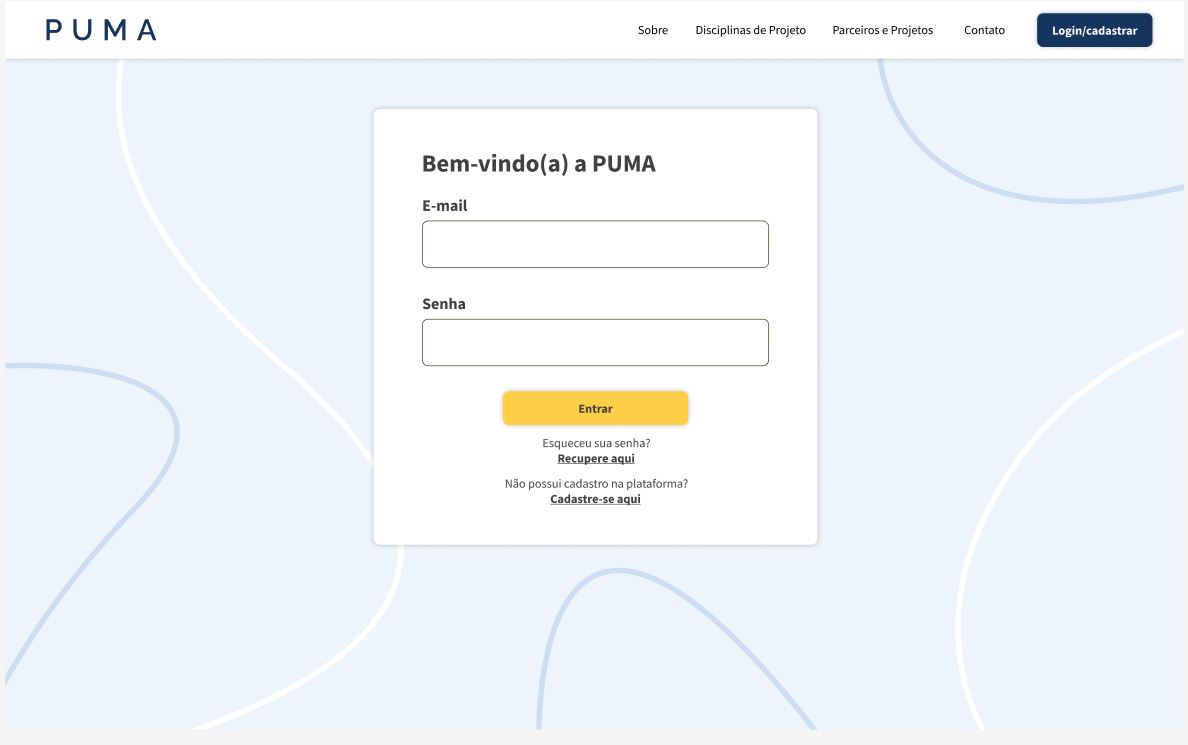 PUMA
Sobre
Disciplinas de Projeto
Parceiros e Projetos
Contato
Login/cadastrar
Bem-vindo(a) a PUMA
E-mail
Senha
Entrar
Esqueceu sua senha?
Recupere aqui
Não possui cadastro na plataforma?
Cadastre-se aqui